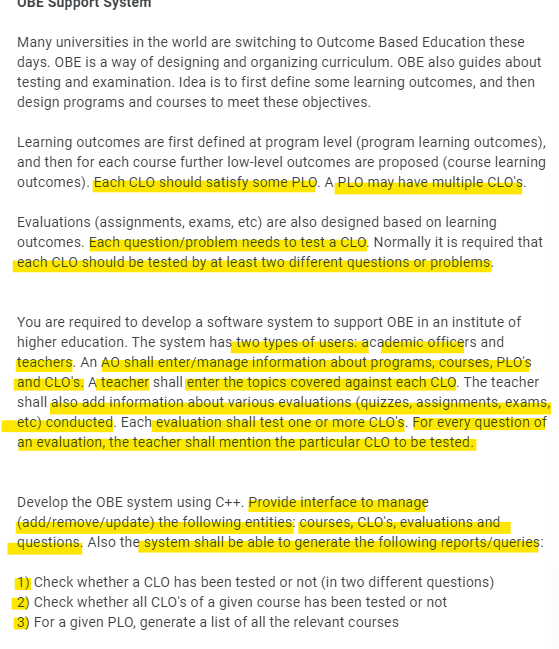 OBE Support System
Many universities in the world are switching to Outcome Based Education these
days. OBE is a way of designing and organizing curriculum. OBE also guides about
testing and examination. Idea is to first define some learning outcomes, and then
design programs and courses to meet these objectives.
Learning outcomes are first defined at program level (program learning outcomes),
and then for each course further low-level outcomes are proposed (course learning
outcomes). Each CLO should satisfy some PLO. A PLO may have multiple CLO's.
Evaluations (assignments, exams, etc) are also designed based on learning
outcomes. Each question/problem needs to test a CLO. Normally it is required that
each CLO should be tested by at least two different questions or problems.
You are required to develop a software system to support OBE in an institute of
higher education. The system has two types of users: academic officers and
teachers. An AO shall enter/manage information about programs, courses, PLO's
and CLO's. A teacher shall enter the topics covered against each CLO. The teacher
shall also add information about various evaluations (quizzes, assignments, exams,
etc) conducted. Each evaluation shall test one or more CLO's. For every question of
an evaluation, the teacher shall mention the particular CLO to be tested.
Develop the OBE system using C++. Provide interface to manage
(add/remove/update) the following entities: courses, CLO's, evaluations and
questions. Also the system shall be able to generate the following reports/queries:
1) Check whether a CLO has been tested or not (in two different questions)
2) Check whether all CLO's of a given course has been tested or not
3) For a given PLO, generate a list of all the relevant courses